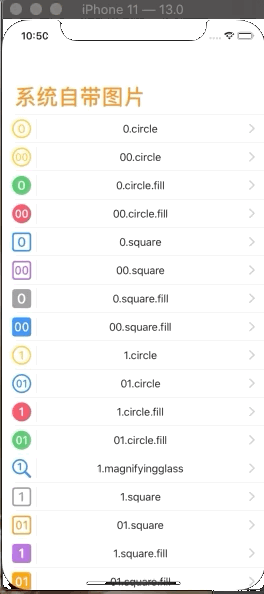 iPhone 11 — 13.0
10:50
系统自带图片
0 0.circle
00 00.circle
0 0.circle.fill
00 00.circle.fill
0 0.square
00 00.square
0 0.square.fill
00 00.square.fill
1 1.circle
01 01.circle
1 1.circle.fill
01 01.circle.fill
1 1.magnifyingglass
1 1.square
01 01.square
1 1.square.fill
01 01.square.fill